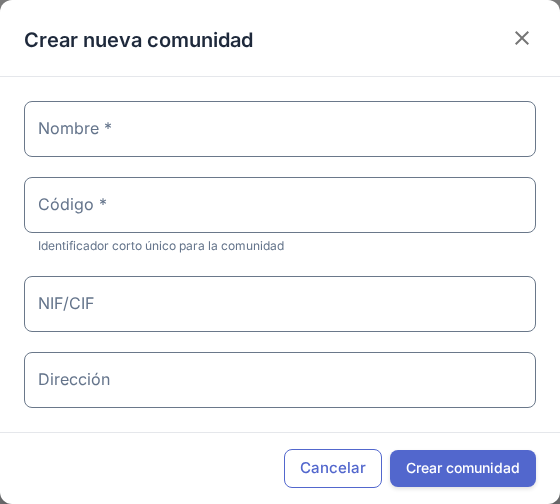 Crear nueva comunidad
Nombre *
Código *
Identificador corto único para la comunidad
NIF/CIF
Dirección
Cancelar
Crear comunidad